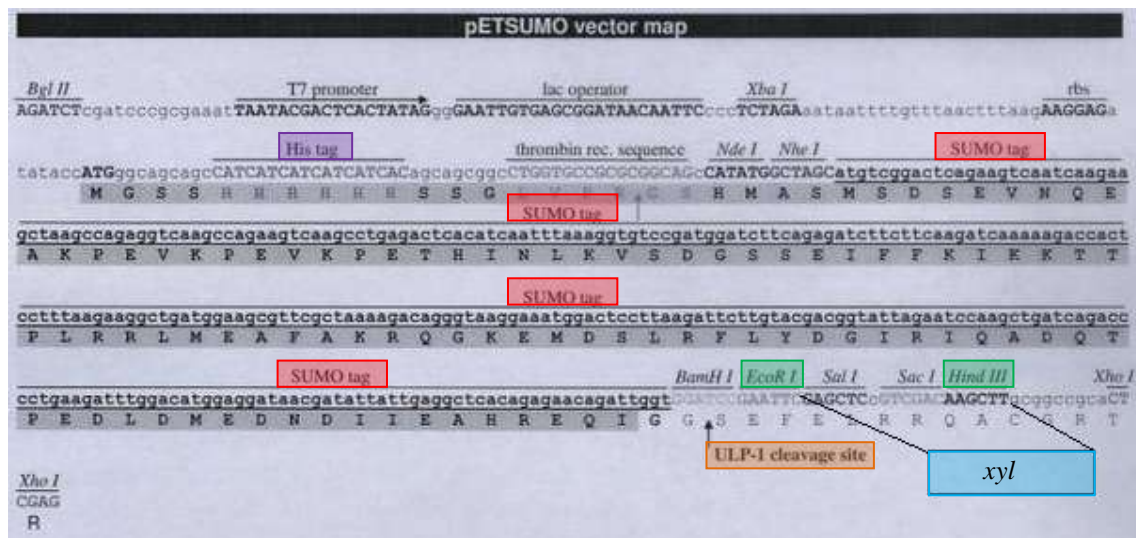 pETSUMO vector map
Bgl II T7 promoter lac operator Xba I rbs
AGATCTcgatcccgcgaaatTAATACGACTCACTATAGggGAATTGTGAGCGGATAACAATTCcccTCTAGAaataattttgtttaactttaagAAGGAGa
His tag thrombin rec. sequence Nde I Nhe I SUMO tag
tataccATGggcagcagcCATCATCATCATCATCACagcagcggcCTGGTGCCGCGCGGCAGCCATATGGCTAGCatgtcggactcagaagtcaatcaagaa
M G S S H H H H H H S S G G S H M A S M S D S E V N Q E
SUMO tag
gctaagccagaggtcaagccagaagtcaagcctgagactcacatcaatttaaaggtgtccgatggatcttcagagatcttcttcaagatcaaaaagaccact
A K P E V K P E V K P E T H I N L K V S D G S S E I F F K I K K T T
SUMO tag
cctttaagaaggctgatggaagcgttcgctaaaagacagggtaaggaaatggactccttaagattcttgtacgacggtattagaatccaagctgatcagacc
P L R R L M E A F A K R Q G K E M D S L R F L Y D G I R I Q A D Q T
SUMO tag BamH I EcoR I Sal I Sac I Hind III Xho I
cctgaagatttggacatggaggataacgatattattgaggctcacagagaacagattggtGGATCCGAATTCGAGCTCcGTCGACAAGCTTgcggccgcaCT
P E D L D M E D N D I I E A H R E Q I G G S E F E L R R Q A C G R T
ULP-1 cleavage site
xyl
Xho I
CGAG
R